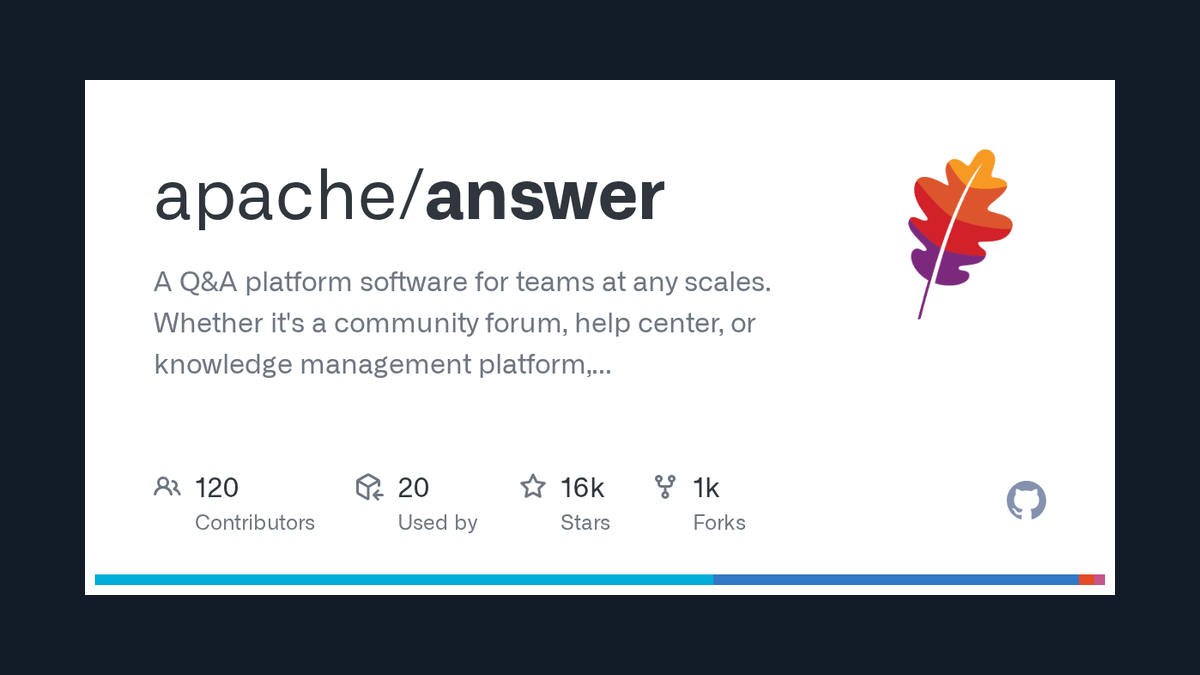 apache/answer
A Q&A platform software for teams at any scales.
Whether it's a community forum, help center, or
knowledge management platform,...
120
Contributors
20
Used by
16k
Stars
1k
Forks